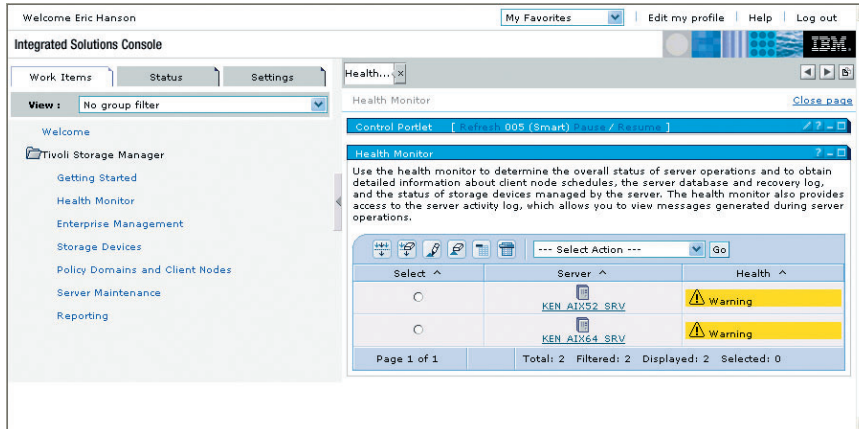 Welcome Eric Hanson
My Favorites
Edit my profile
Help
Log out
Integrated Solutions Console
IBM.
Work Items
Status
Settings
Health...
View :
No group filter
Health Monitor
Close page
Welcome
Tivoli Storage Manager
Getting Started
Health Monitor
Enterprise Management
Storage Devices
Policy Domains and Client Nodes
Server Maintenance
Reporting
Control Portlet [ Refresh 005 (Smart) Pause / Resume ]
Health Monitor
Use the health monitor to determine the overall status of server operations and to obtain
detailed information about client node schedules, the server database and recovery log,
and the status of storage devices managed by the server. The health monitor also provides
access to the server activity log, which allows you to view messages generated during server
operations.
--- Select Action ---
Go
Select ^ Server ^ Health ^
KEN AIX52 SRV
Warning
KEN AIX64 SRV
Warning
Page 1 of 1
Total: 2 Filtered: 2 Displayed: 2 Selected: 0